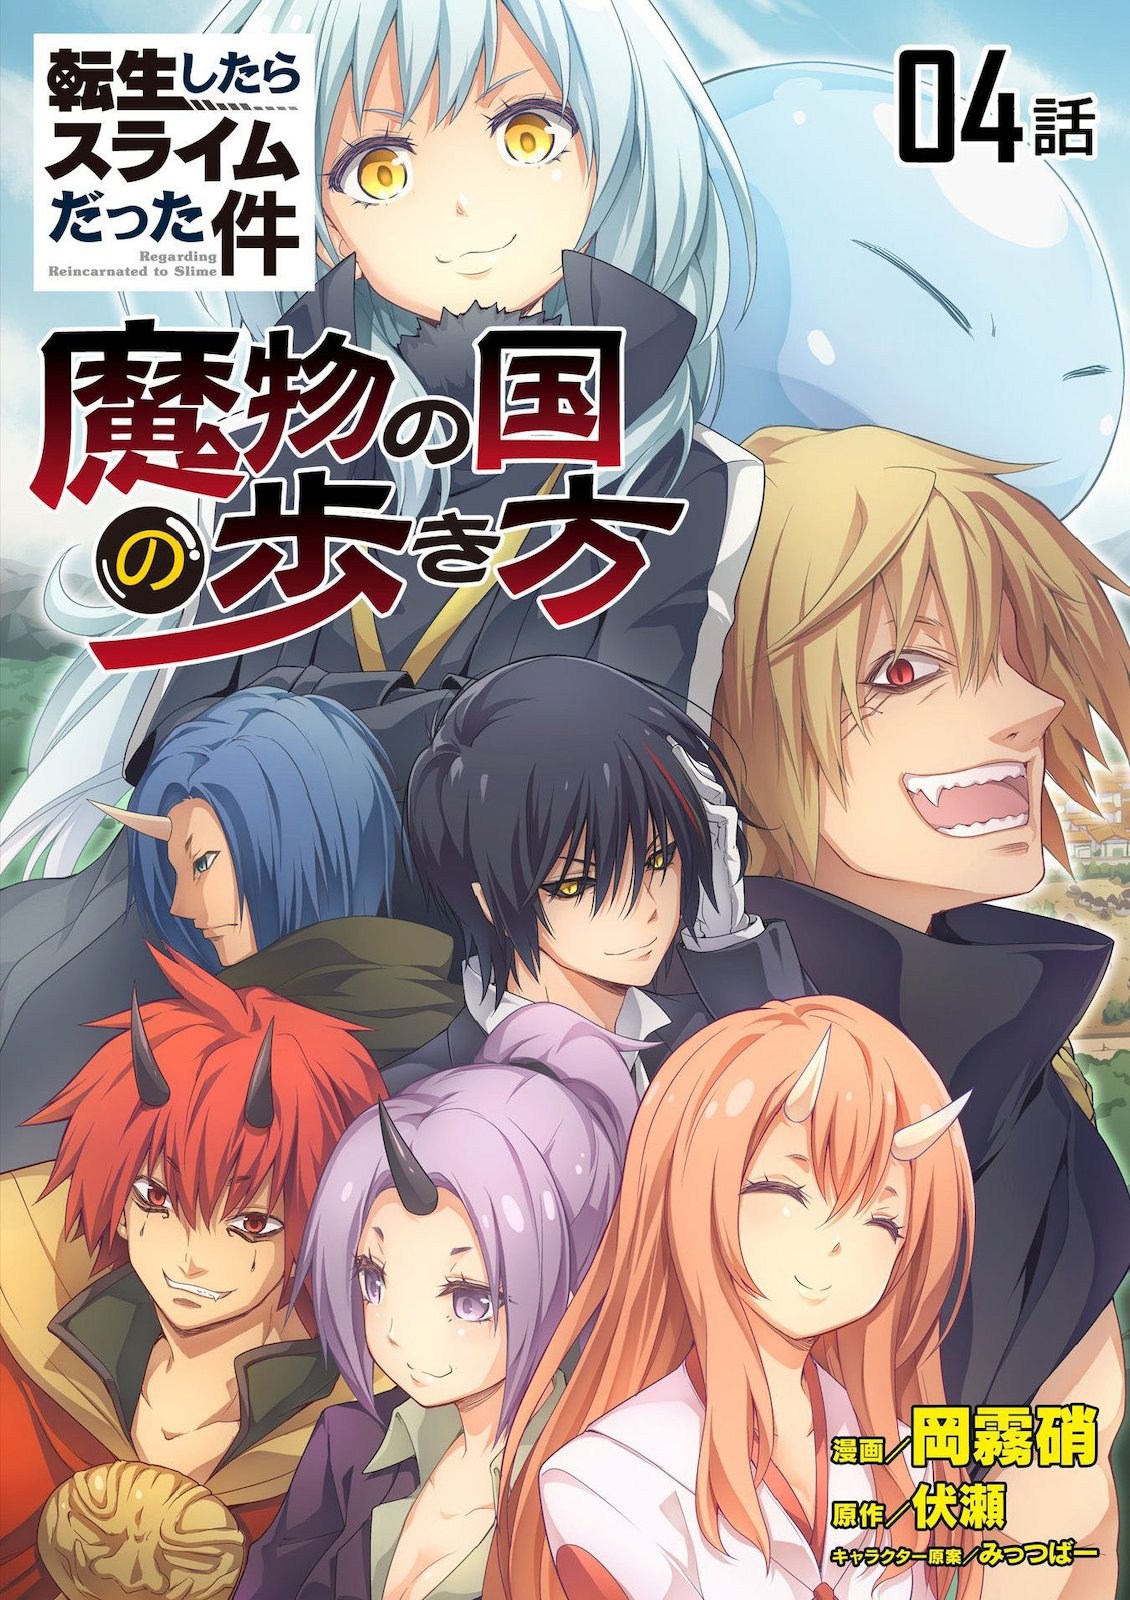 転生したら
スライム
だった件
Regarding
Reincarnated to Slime
04話
魔物の国
の歩き方
漫画/岡霧硝
原作/伏瀬
キャラクター原案/みっつばー